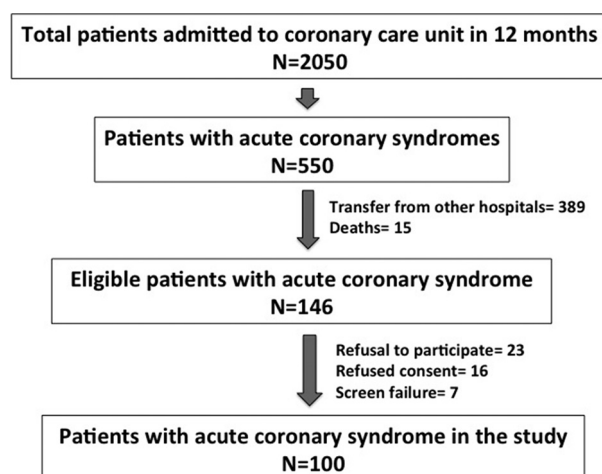 Total patients admitted to coronary care unit in 12 months
N=2050
Patients with acute coronary syndromes
N=550
Transfer from other hospitals= 389
Deaths= 15
Eligible patients with acute coronary syndrome
N=146
Refusal to participate= 23
Refused consent= 16
Screen failure= 7
Patients with acute coronary syndrome in the study
N=100